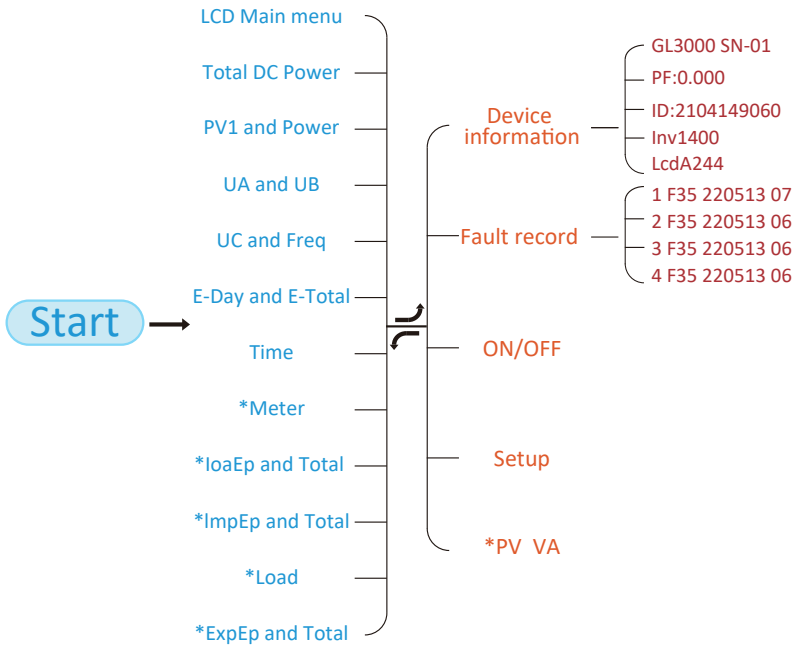 Start
LCD Main menu
Total DC Power
PV1 and Power
UA and UB
UC and Freq
E-Day and E-Total
Time
*Meter
*IoaEp and Total
*ImpEp and Total
*Load
*ExpEp and Total
Device
information
Fault record
ON/OFF
Setup
*PV VA
GL3000 SN-01
PF:0.000
ID:2104149060
Inv1400
LcdA244
1 F35 220513 07
2 F35 220513 06
3 F35 220513 06
4 F35 220513 06